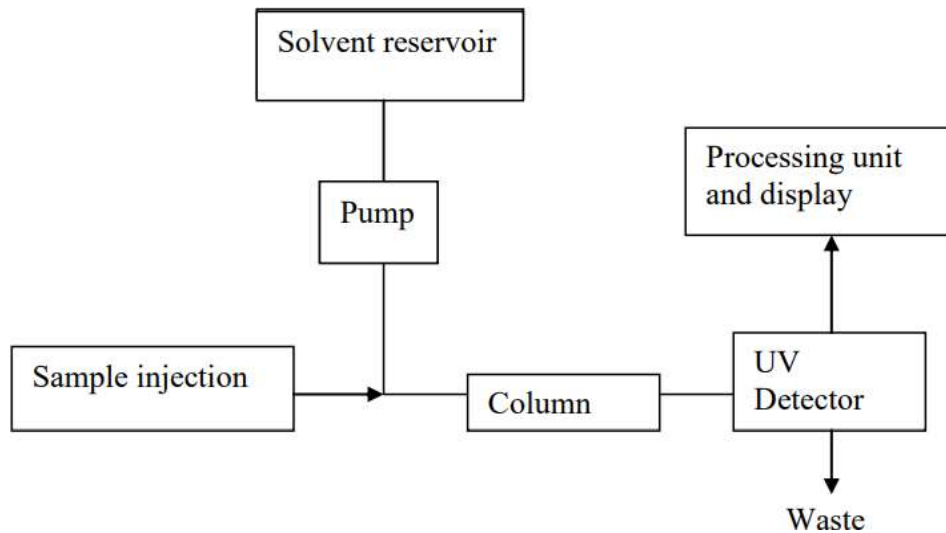 Solvent reservoir
Processing unit
and display
Pump
Sample injection
Column
UV
Detector
Waste